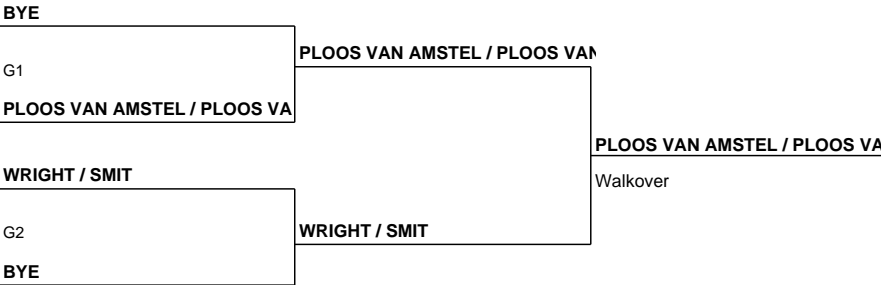 BYE
PLOOS VAN AMSTEL / PLOOS VAN
G1
PLOOS VAN AMSTEL / PLOOS VA
PLOOS VAN AMSTEL / PLOOS VA
WRIGHT / SMIT
Walkover
G2
WRIGHT / SMIT
BYE